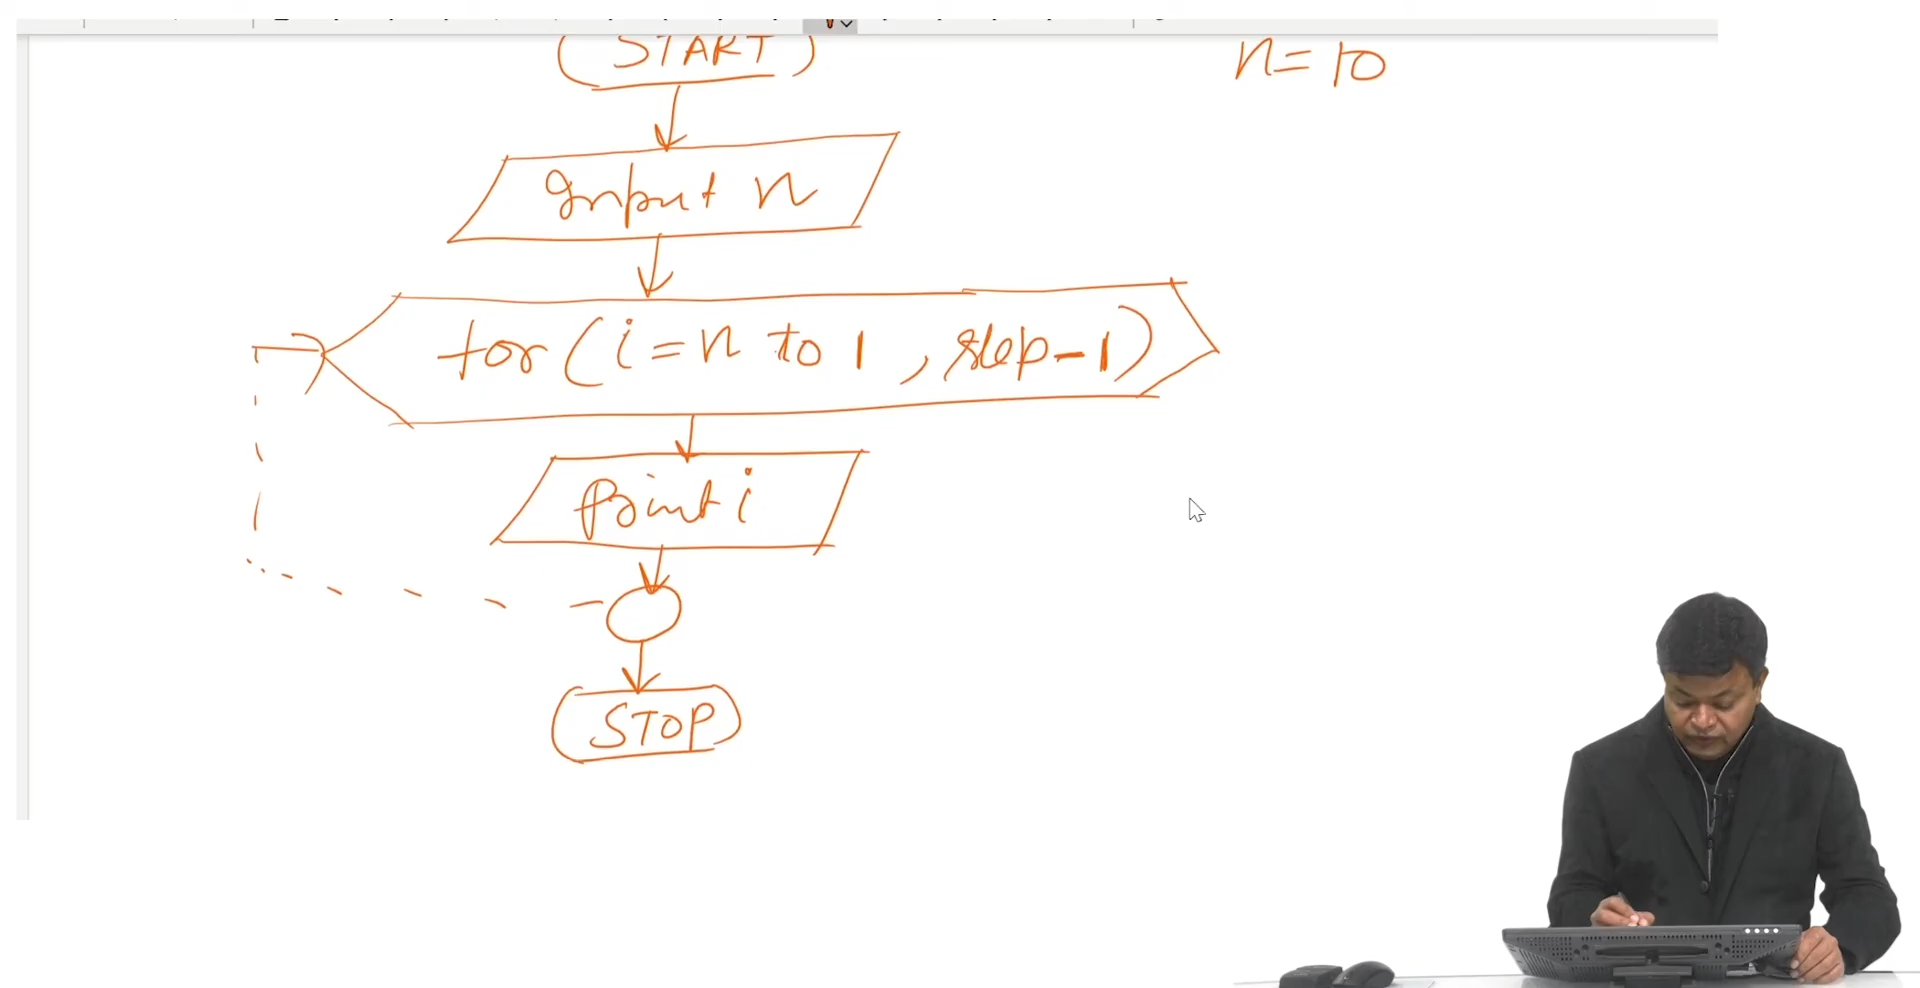 START
n=10
Input n
for(i=n to 1, step-1)
Print i
STOP